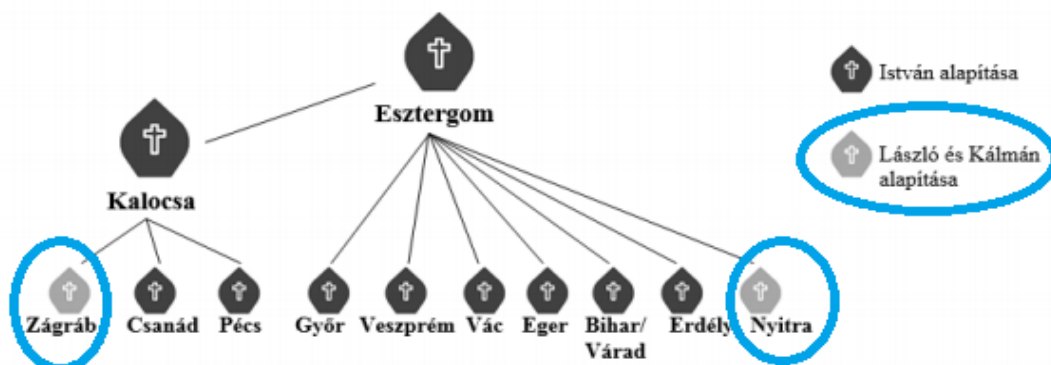 Esztergom
Kalocsa
István alapítása
László és Kálmán
alapítása
Zágráb
Csanád
Pécs
Győr
Veszprém
Vác
Eger
Bihar/
Várad
Erdély
Nyitra